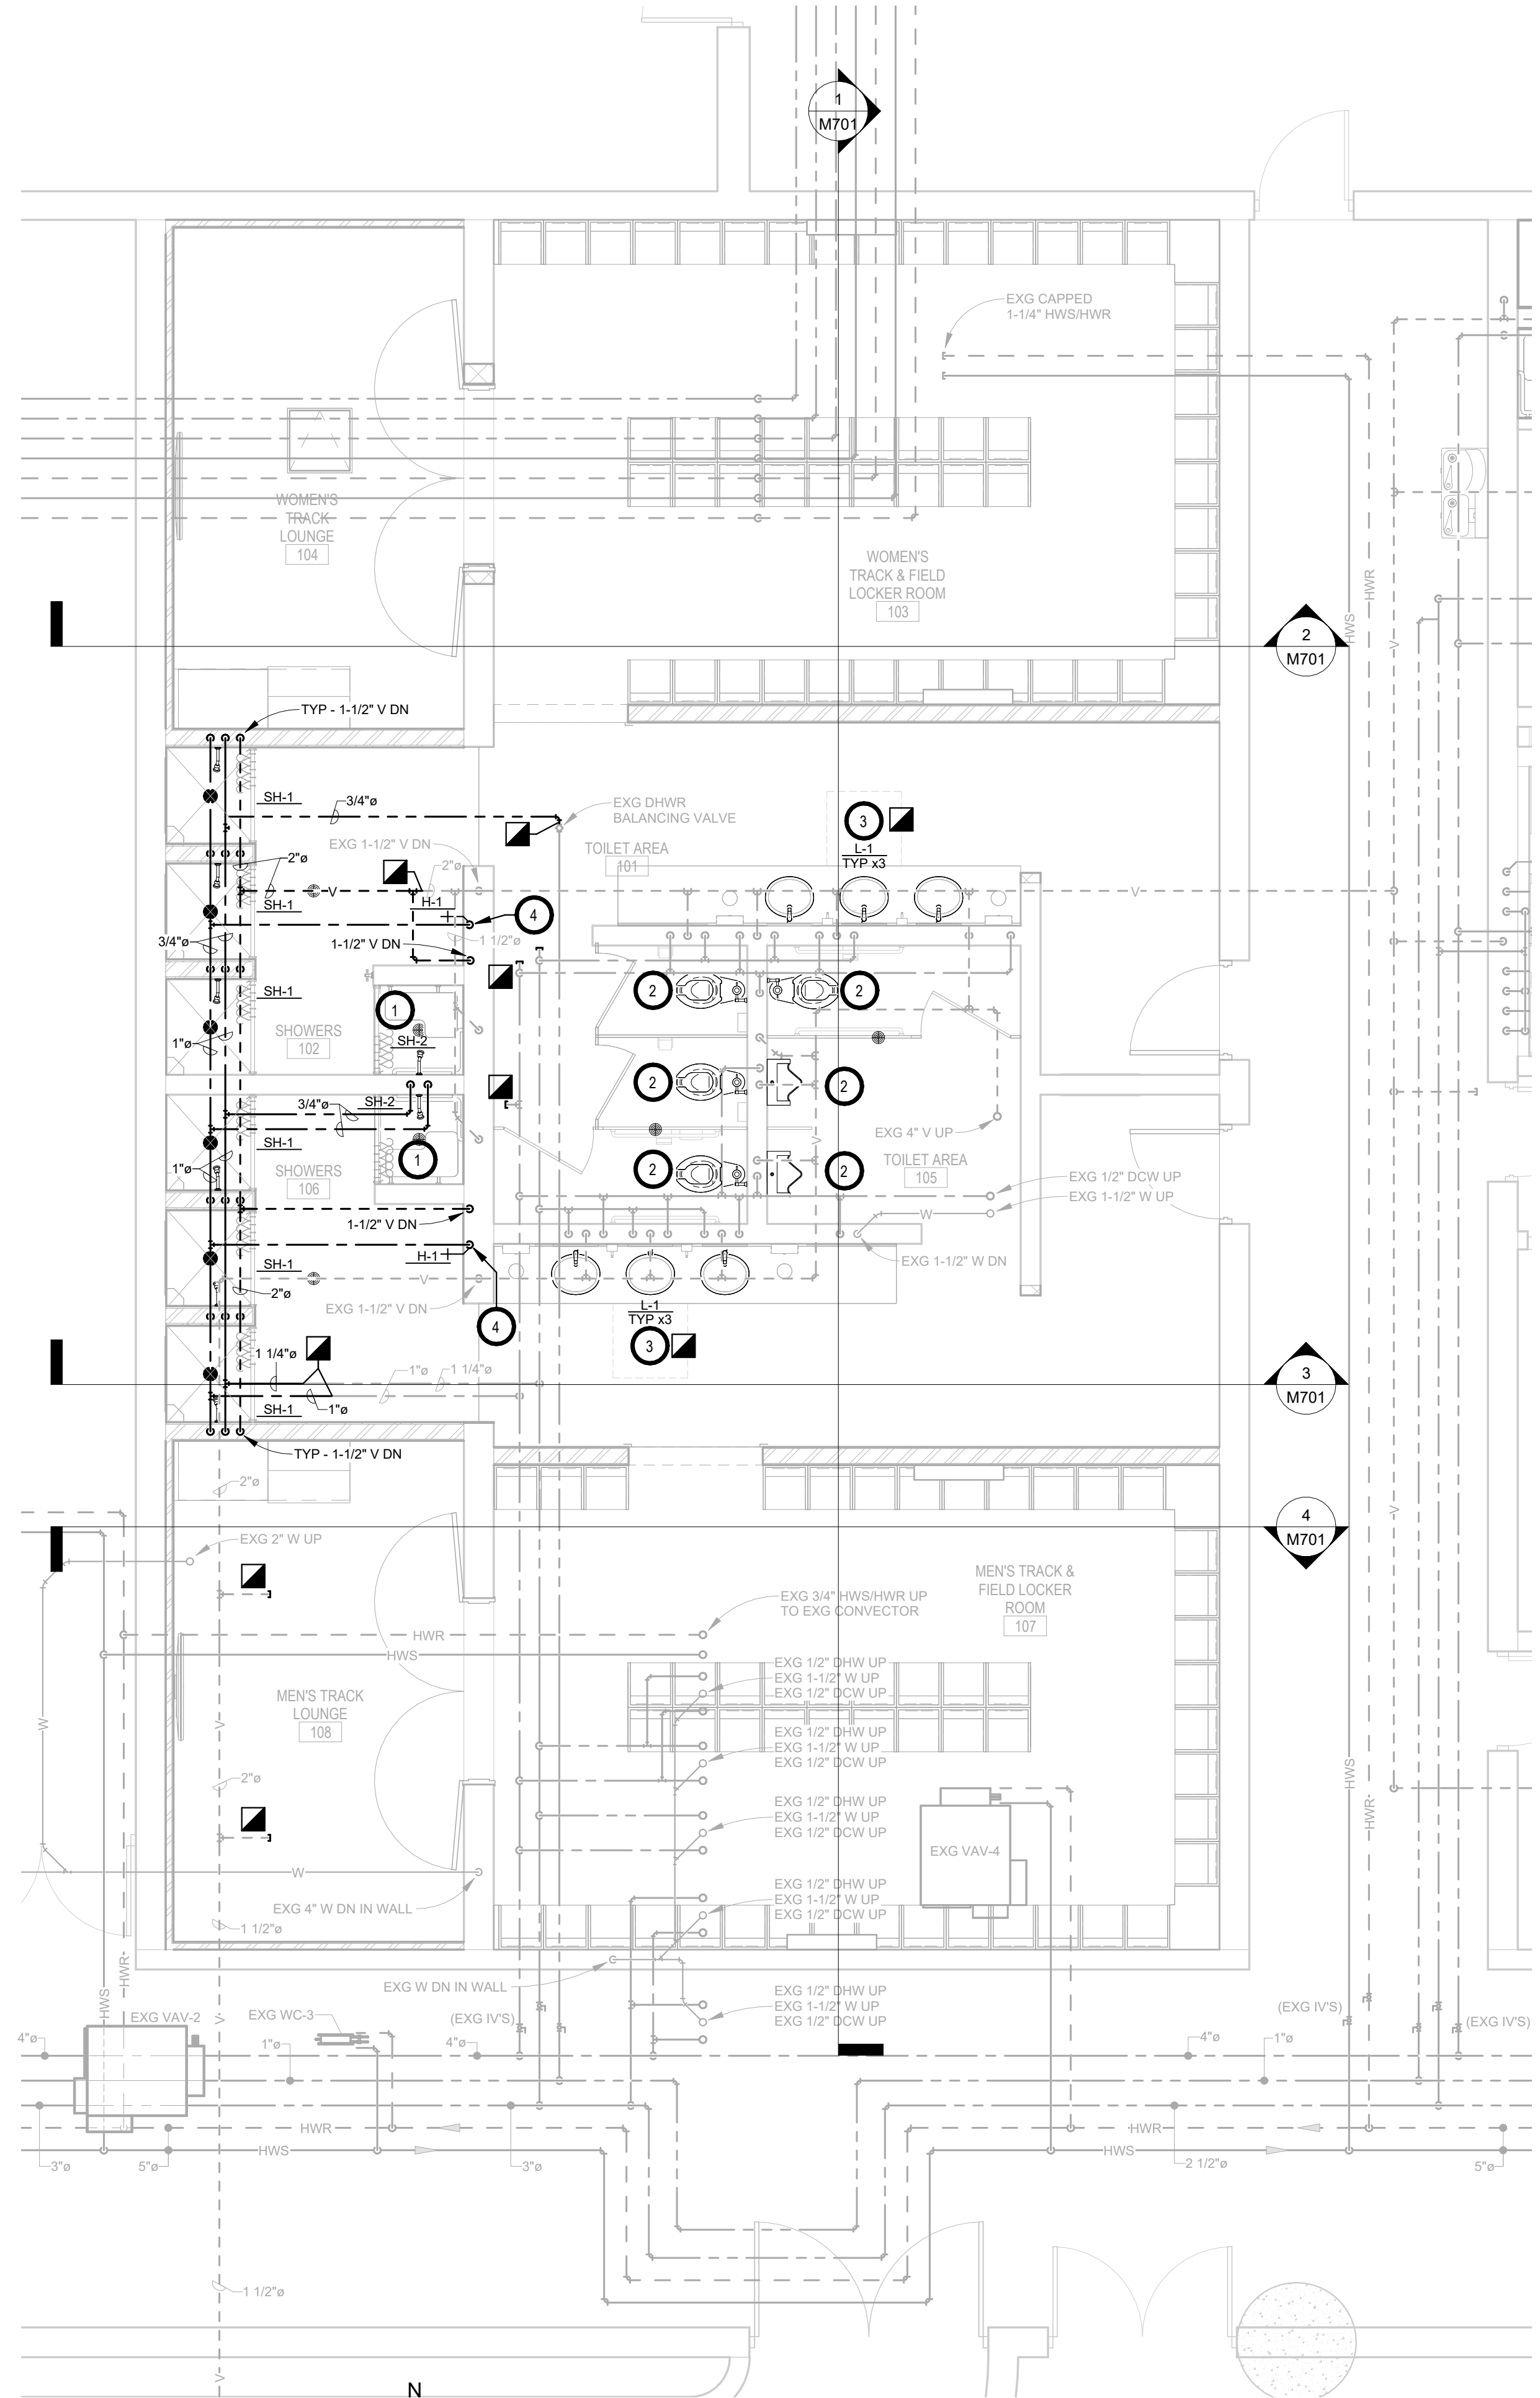 1
M701
EXG CAPPED
1-1/4" HWS/HWR
WOMEN'S
TRACK
LOUNGE
104
WOMEN'S
TRACK & FIELD
LOCKER ROOM
103
HWR
HWS
V
2
M701
TYP - 1-1/2" V DN
SH-1
3/4"ø
EXG DHWR
BALANCING VALVE
3
L-1
TYP x3
EXG 1-1/2" V DN
TOILET AREA
101
2"ø
2"ø
V
V
SH-1
H-1
4
3/4"ø
1-1/2" V DN
1 1/2"ø
SH-1
1
2
2
SHOWERS
102
1"ø
SH-2
3/4"ø
SH-2
2
2
SH-1
EXG 4" V UP
V
1"ø
SHOWERS
106
1
2
2
TOILET AREA
105
EXG 1/2" DCW UP
EXG 1-1/2" W UP
W
1-1/2" V DN
H-1
EXG 1-1/2" W DN
SH-1
V
2"ø
EXG 1-1/2" V DN
4
L-1
TYP x3
3
1 1/4"ø
1"ø
1 1/4"ø
1"ø
SH-1
3
M701
TYP - 1-1/2" V DN
2"ø
V
4
M701
EXG 2" W UP
MEN'S TRACK &
FIELD LOCKER
ROOM
107
EXG 3/4" HWS/HWR UP
TO EXG CONVECTOR
HWR
HWS
MEN'S TRACK
LOUNGE
108
W
V
EXG 1/2" DHW UP
EXG 1-1/2" W UP
EXG 1/2" DCW UP
EXG 1/2" DHW UP
EXG 1-1/2" W UP
EXG 1/2" DCW UP
2"ø
HWS
HWR
EXG 1/2" DHW UP
EXG 1-1/2" W UP
EXG 1/2" DCW UP
EXG VAV-4
W
EXG 4" W DN IN WALL
1 1/2"ø
EXG 1/2" DHW UP
EXG 1-1/2" W UP
EXG 1/2" DCW UP
HWR
HWS
EXG W DN IN WALL
EXG 1/2" DHW UP
EXG 1-1/2" W UP
EXG 1/2" DCW UP
EXG VAV-2
V
EXG WC-3
(EXG IV'S)
(EXG IV'S)
(EXG IV'S)
4"ø
1"ø
4"ø
4"ø
1"ø
HWR
HWR
HWS
HWS
3"ø
5"ø
3"ø
2 1/2"ø
5"ø
1 1/2"ø
V
N